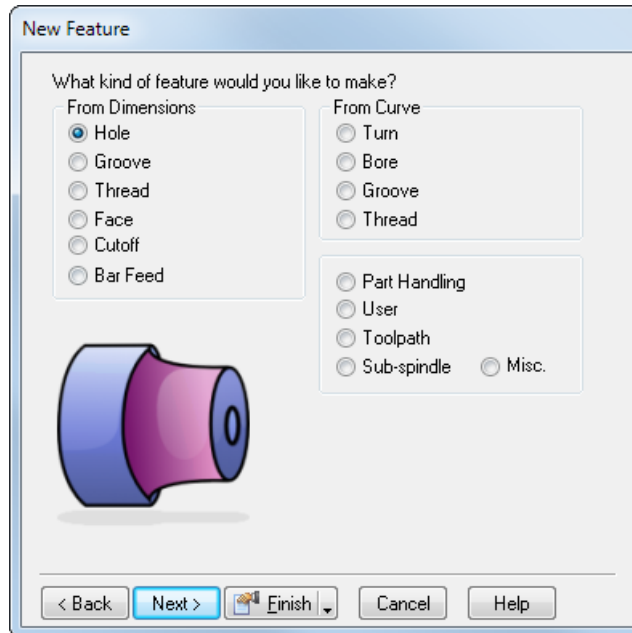 New Feature
What kind of feature would you like to make?
From Dimensions
Hole
Groove
Thread
Face
Cutoff
Bar Feed
From Curve
Turn
Bore
Groove
Thread
Part Handling
User
Toolpath
Sub-spindle Misc.
< Back Next > Finish Cancel Help